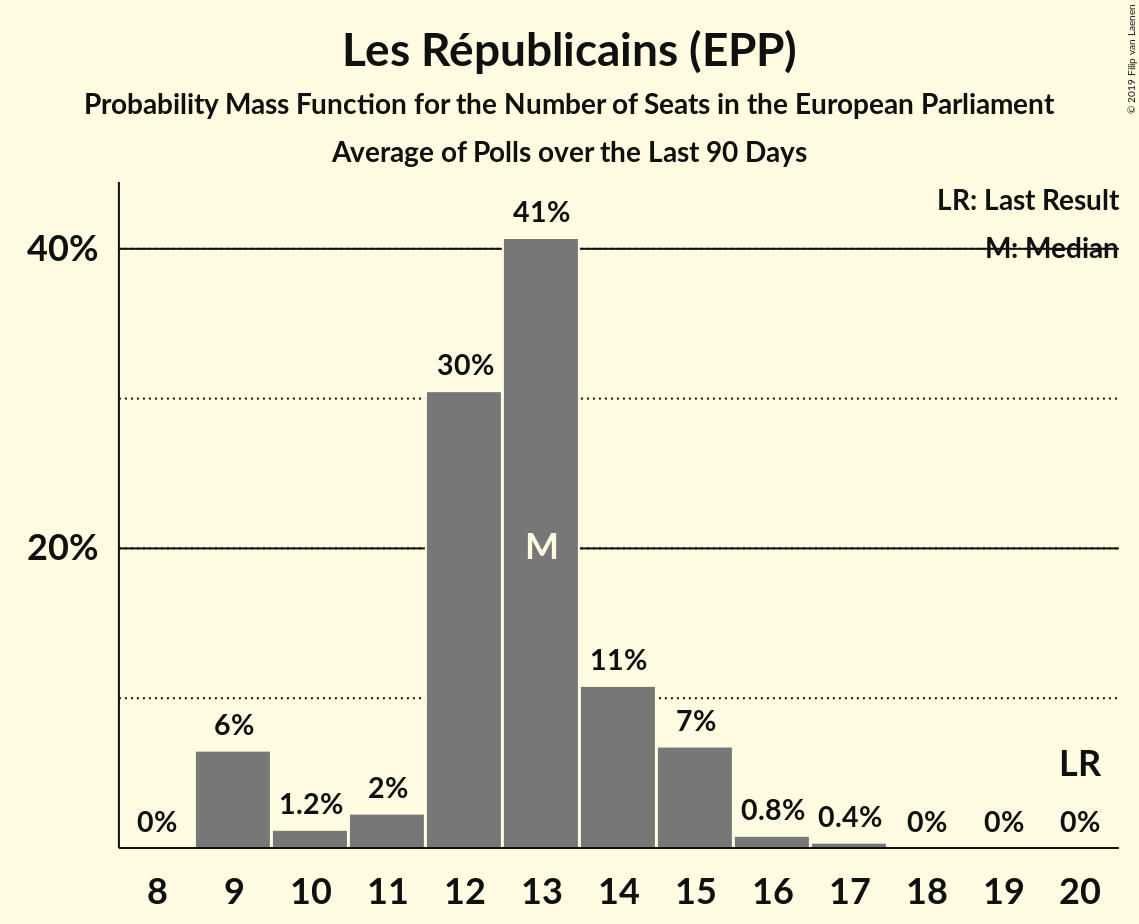 Les Républicains (EPP)
Probability Mass Function for the Number of Seats in the European Parliament
Average of Polls over the Last 90 Days
© 2019 Filip van Laenen
LR: Last Result
M: Median
40%
20%
0%
6%
1.2%
2%
30%
41%
M
11%
7%
0.8%
0.4%
0%
0%
LR
0%
8 9 10 11 12 13 14 15 16 17 18 19 20